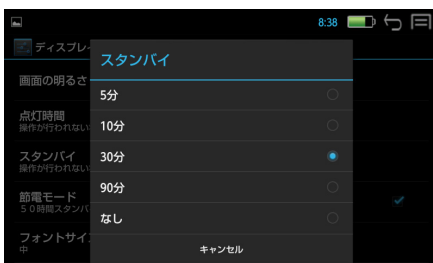 8:38
ディスプレ
スタンバイ
画面の明るさ
5分
点灯時間
操作が行われない
10分
スタンバイ
操作が行われない
30分
節電モード
50時間スタンバ
90分
なし
フォントサイ
中
キャンセル